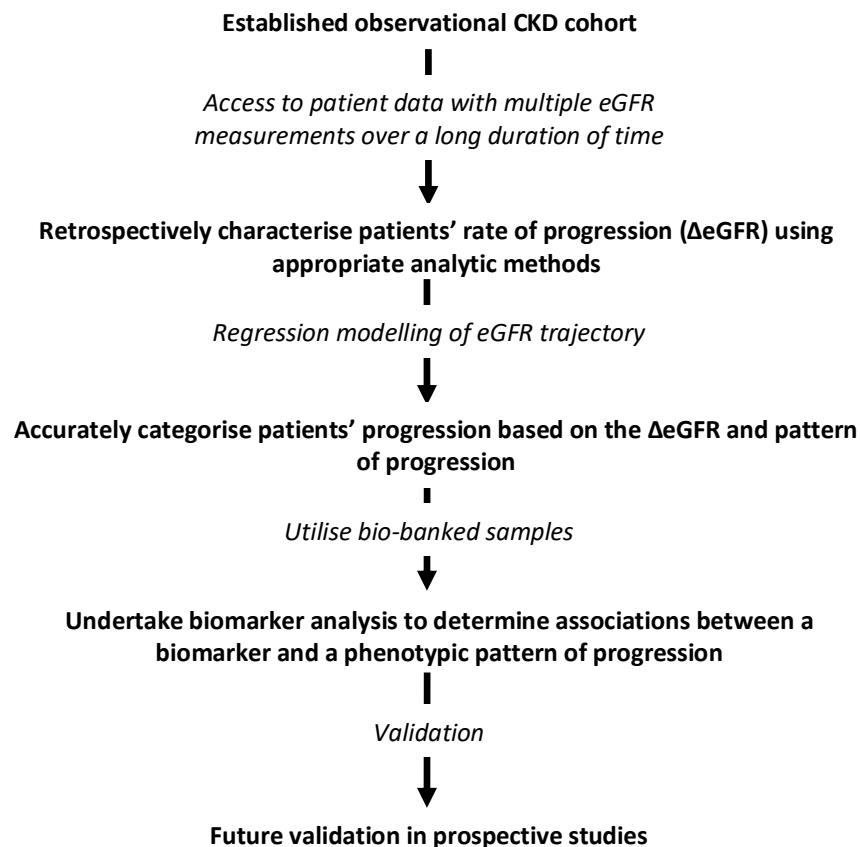 Established observational CKD cohort
Access to patient data with multiple eGFR
measurements over a long duration of time
Retrospectively characterise patients’ rate of progression (ΔeGFR) using
appropriate analytic methods
Regression modelling of eGFR trajectory
Accurately categorise patients’ progression based on the ΔeGFR and pattern
of progression
Utilise bio-banked samples
Undertake biomarker analysis to determine associations between a
biomarker and a phenotypic pattern of progression
Validation
Future validation in prospective studies